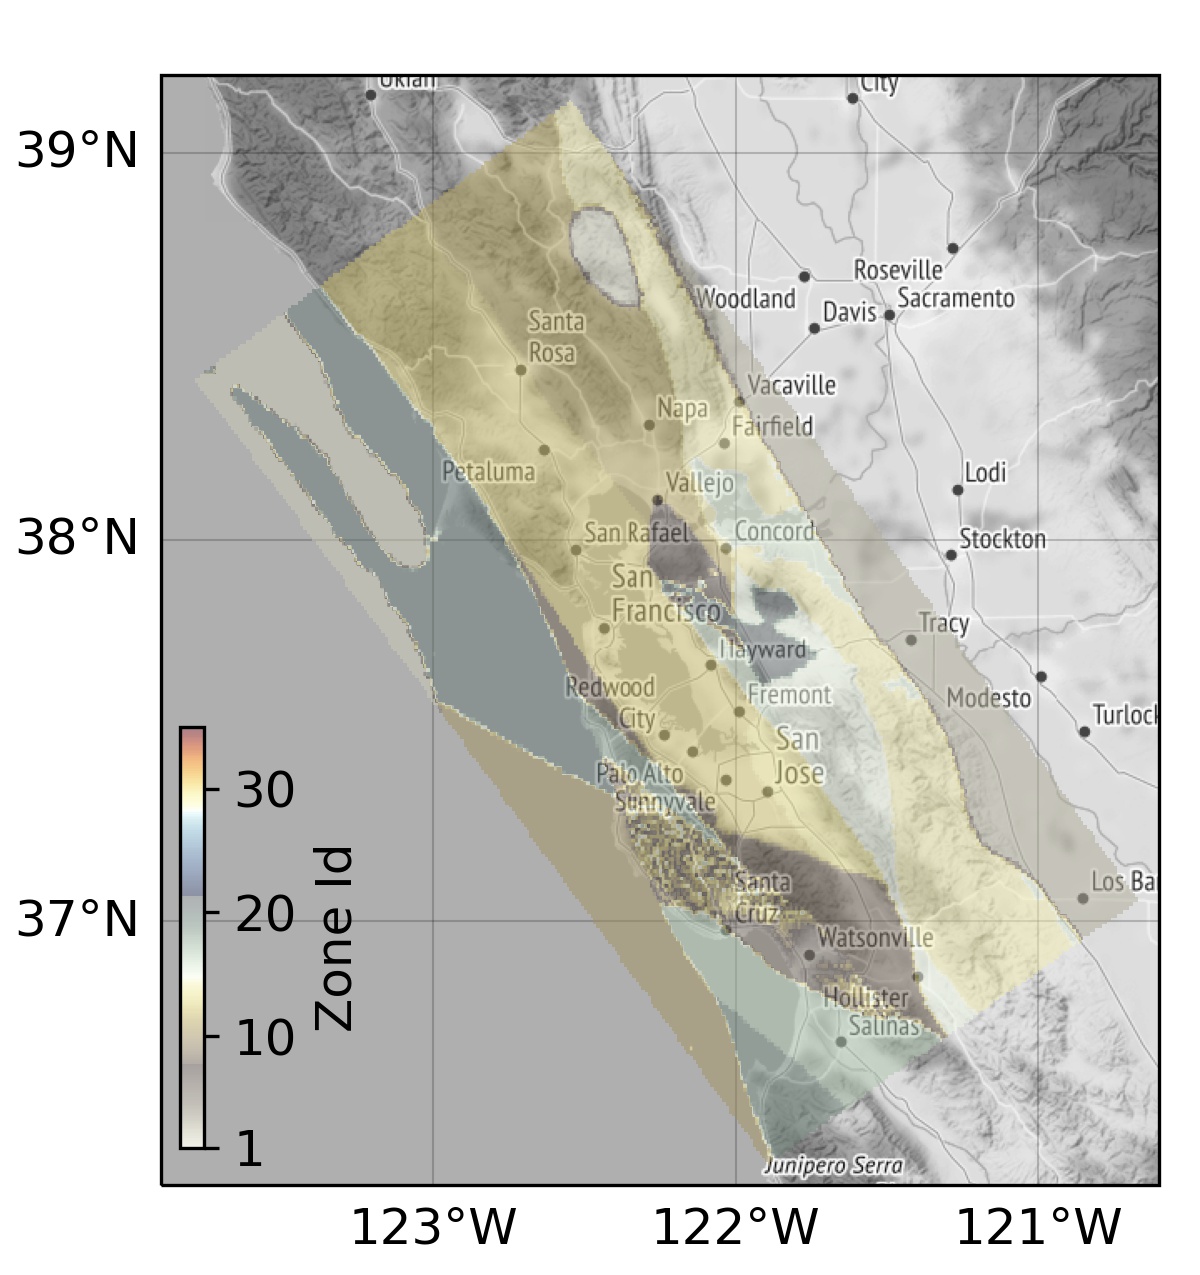 Ukiah
City
39°N
Roseville
Woodland
Sacramento
Davis
Santa
Rosa
Vacaville
Napa
Fairfield
Petaluma
Lodi
Vallejo
38°N
San Rafael
Concord
Stockton
San
Francisco
Tracy
Hayward
Redwood
City
Fremont
Modesto
Turlock
San
Jose
Palo Alto
Sunnyvale
30
20
10
1
Zone Id
Santa
Cruz
Los Ba
37°N
Watsonville
Hollister
Salinas
Junipero Serra
123°W
122°W
121°W